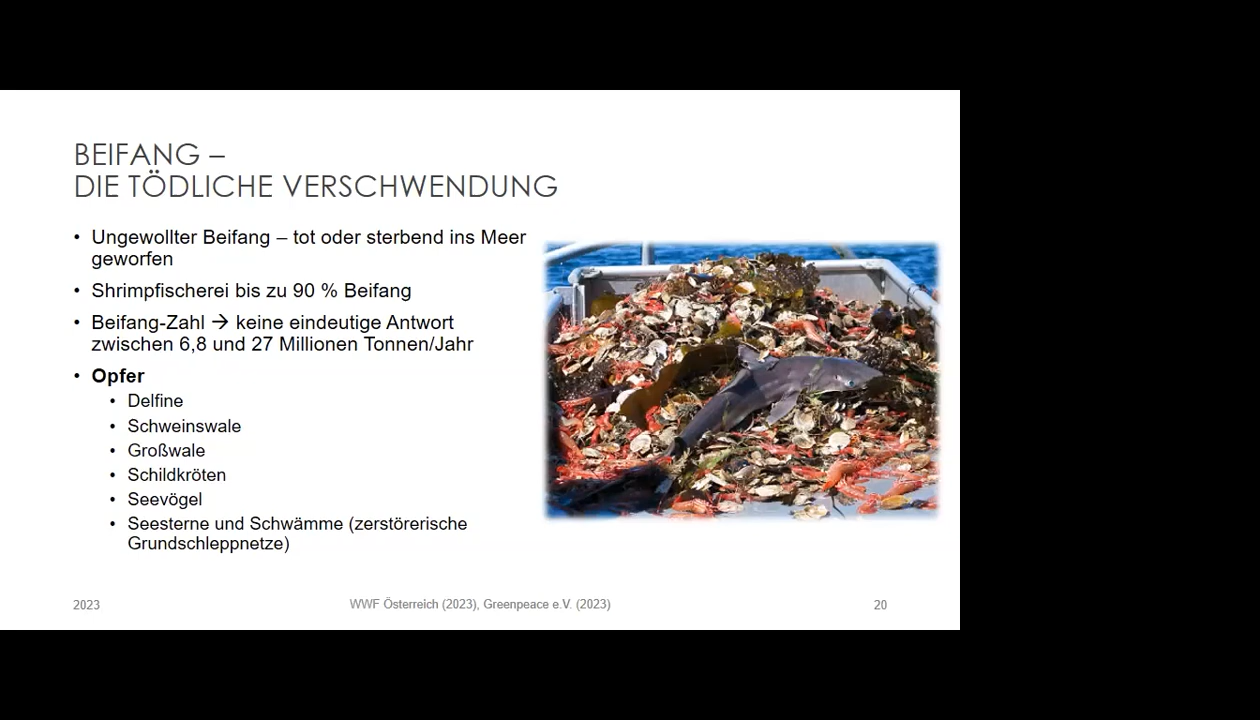 BEIFANG –
DIE TÖDLICHE VERSCHWENDUNG
• Ungewollter Beifang – tot oder sterbend ins Meer
geworfen
• Shrimpfischerei bis zu 90 % Beifang
• Beifang-Zahl → keine eindeutige Antwort
zwischen 6,8 und 27 Millionen Tonnen/Jahr
• Opfer
• Delfine
• Schweinswale
• Großwale
• Schildkröten
• Seevögel
• Seesterne und Schwämme (zerstörerische
Grundschleppnetze)
2023
WWF Österreich (2023), Greenpeace e.V. (2023)
20